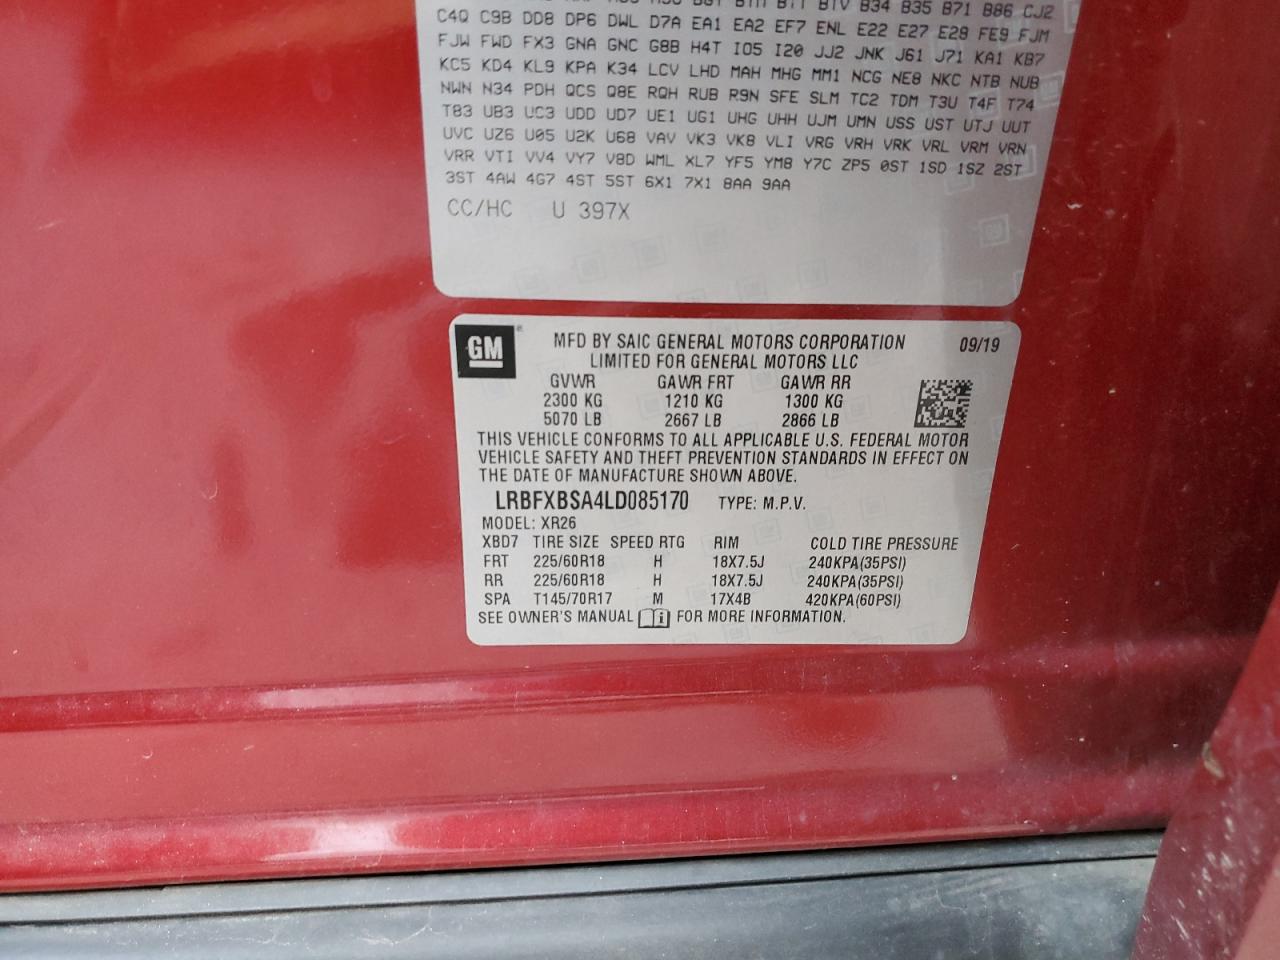 B34 B35 B71 B86 CJ2
C4Q C9B DD8 DP6 DWL D7A EA1 EA2 EF7 ENL E22 E27 E28 FE9 FJM
FJW FWD FX3 GNA GNC G8B H4T IO5 I20 JJ2 JNK J61 J71 KA1 KB7
KC5 KD4 KL9 KPA K34 LCV LHD MAH MHG MM1 NCG NE8 NKC NTB NUB
NWN N34 PDH QCS Q8E RQH RUB R9N SFE SLM TC2 TDM T3U T4F T74
T83 UB3 UC3 UDD UD7 UE1 UG1 UHG UHH UJM UMN USS UST UTJ UUT
UVC UZ6 U05 U2K U68 VAV VK3 VK8 VLI VRG VRH VRK VRL VRM VRN
VRR VTI VV4 VY7 V8D WML XL7 YF5 YM8 Y7C ZP5 0ST 1SD 1SZ 2ST
3ST 4AW 4G7 4ST 5ST 6X1 7X1 8AA 9AA
CC/HC U 397X
GM
MFD BY SAIC GENERAL MOTORS CORPORATION 09/19
LIMITED FOR GENERAL MOTORS LLC
GVWR GAWR FRT GAWR RR
2300 KG 1210 KG 1300 KG
5070 LB 2667 LB 2866 LB
THIS VEHICLE CONFORMS TO ALL APPLICABLE U.S. FEDERAL MOTOR
VEHICLE SAFETY AND THEFT PREVENTION STANDARDS IN EFFECT ON
THE DATE OF MANUFACTURE SHOWN ABOVE.
LRBFXBSA4LD085170 TYPE: M.P.V.
MODEL: XR26
XBD7 TIRE SIZE SPEED RTG RIM COLD TIRE PRESSURE
FRT 225/60R18 H 18X7.5J 240KPA(35PSI)
RR 225/60R18 H 18X7.5J 240KPA(35PSI)
SPA T145/70R17 M 17X4B 420KPA(60PSI)
SEE OWNER'S MANUAL FOR MORE INFORMATION.